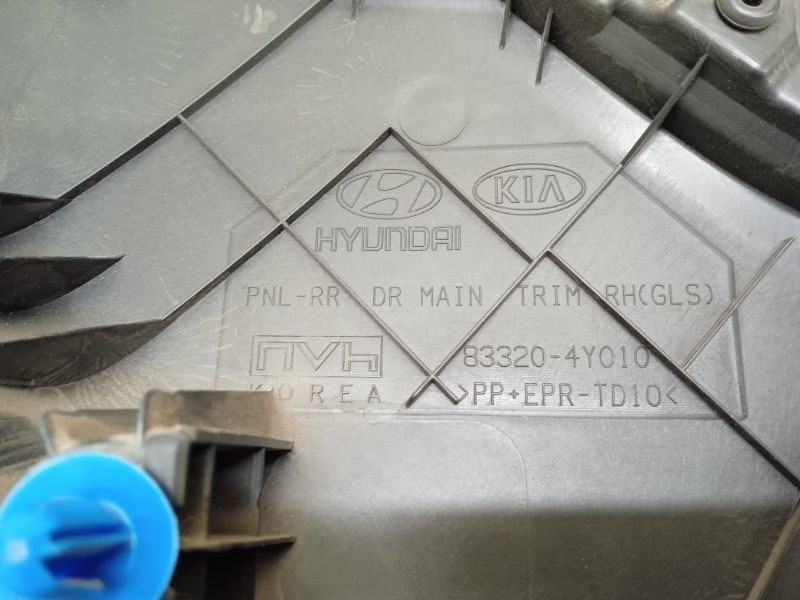 KIA
HYUNDAI
PNL-RR DR MAIN TRIM RH(GLS)
NVH 83320-4Y010
KOREA >PP+EPR-TD10<